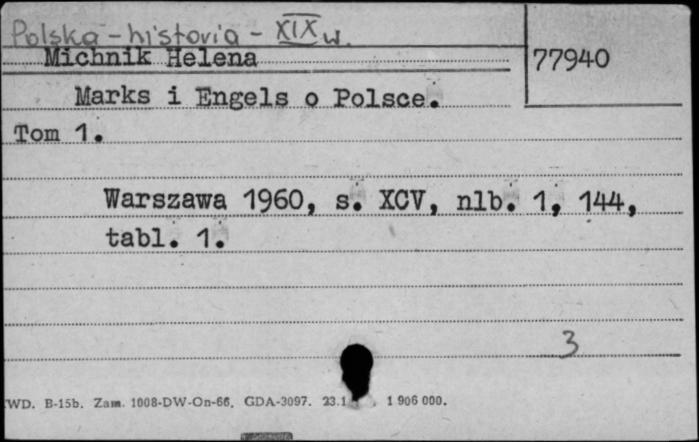 Polska - historia - XIX w.
Michnik Helena
77940
Marks i Engels o Polsce.
Tom 1.
Warszawa 1960, s. XCV, nlb. 1, 144,
tabl. 1.
3
WD. B-15b. Zam. 1008-DW-On-66. GDA-3097. 1 906 000.